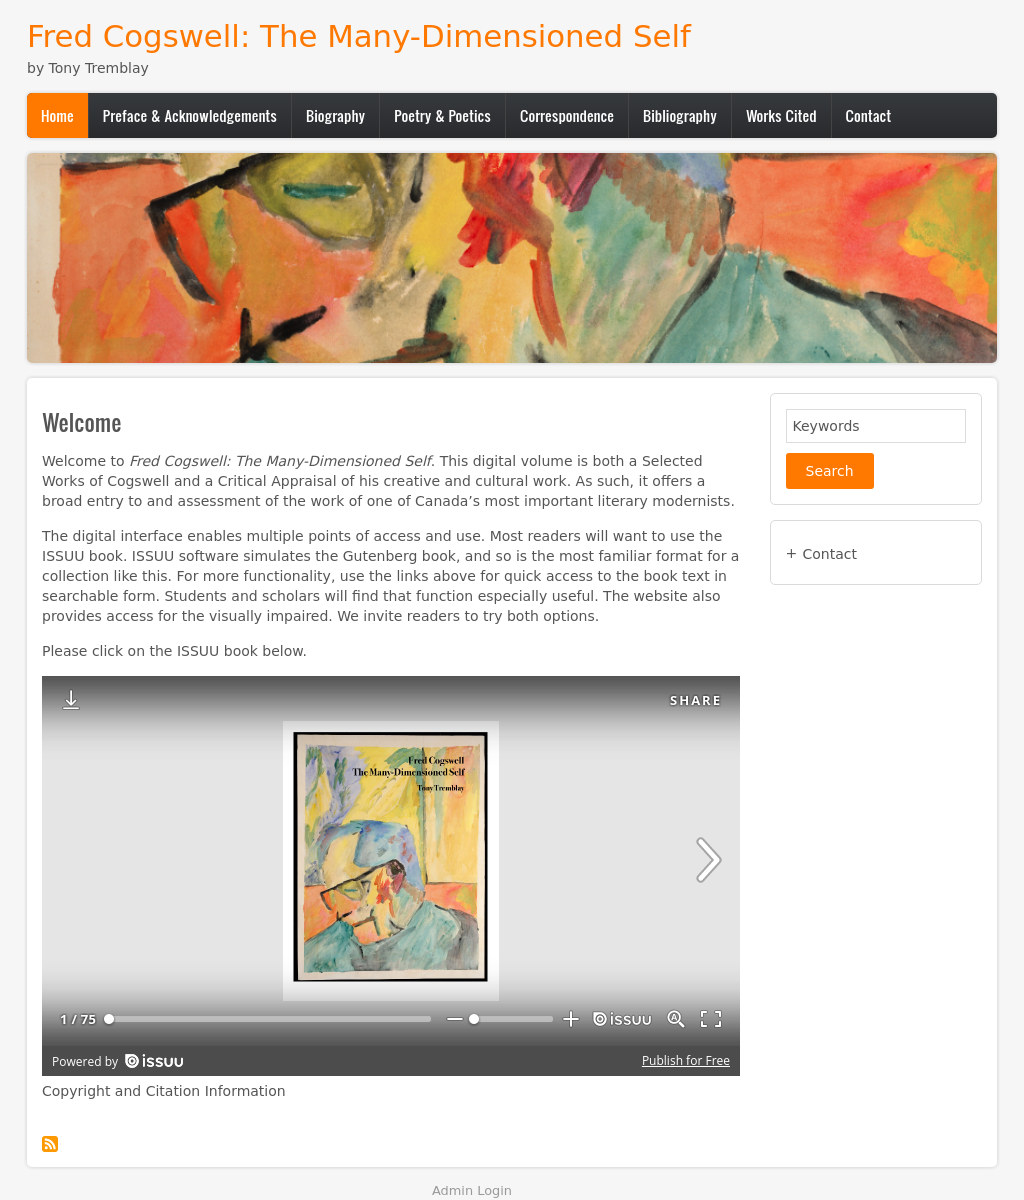 Fred Cogswell: The Many-Dimensioned Self
by Tony Tremblay
Home Preface & Acknowledgements Biography Poetry & Poetics Correspondence Bibliography Works Cited Contact
Welcome
Welcome to Fred Cogswell: The Many-Dimensioned Self. This digital volume is both a Selected
Works of Cogswell and a Critical Appraisal of his creative and cultural work. As such, it offers a
broad entry to and assessment of the work of one of Canada’s most important literary modernists.
The digital interface enables multiple points of access and use. Most readers will want to use the
ISSUU book. ISSUU software simulates the Gutenberg book, and so is the most familiar format for a
collection like this. For more functionality, use the links above for quick access to the book text in
searchable form. Students and scholars will find that function especially useful. The website also
provides access for the visually impaired. We invite readers to try both options.
Please click on the ISSUU book below.
SHARE
Fred Cogswell
The Many-Dimensioned Self
Tony Tremblay
1 / 75
issuu
Powered by issuu
Publish for Free
Copyright and Citation Information
Keywords
Search
+ Contact
Admin Login